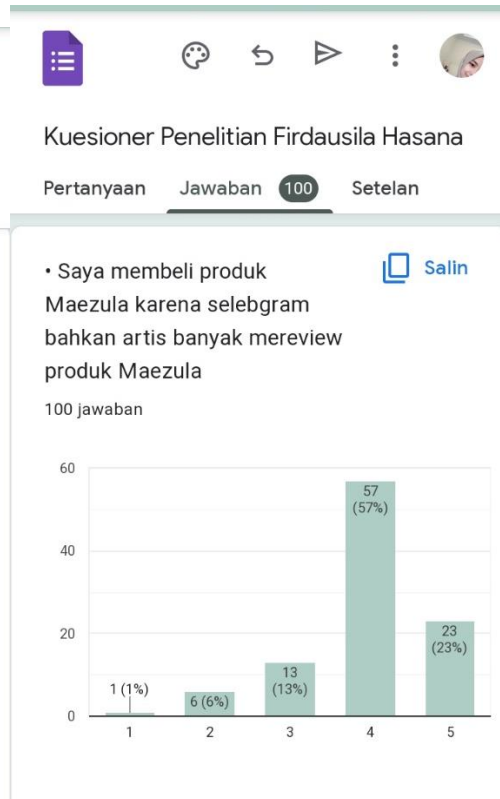 Kuesioner Penelitian Firdausila Hasana
Pertanyaan Jawaban 100 Setelan
• Saya membeli produk
Maezula karena selebgram
bahkan artis banyak mereview
produk Maezula
Salin
100 jawaban
60
40
20
0
1 (1%)
6 (6%)
13
(13%)
57
(57%)
23
(23%)
1 2 3 4 5